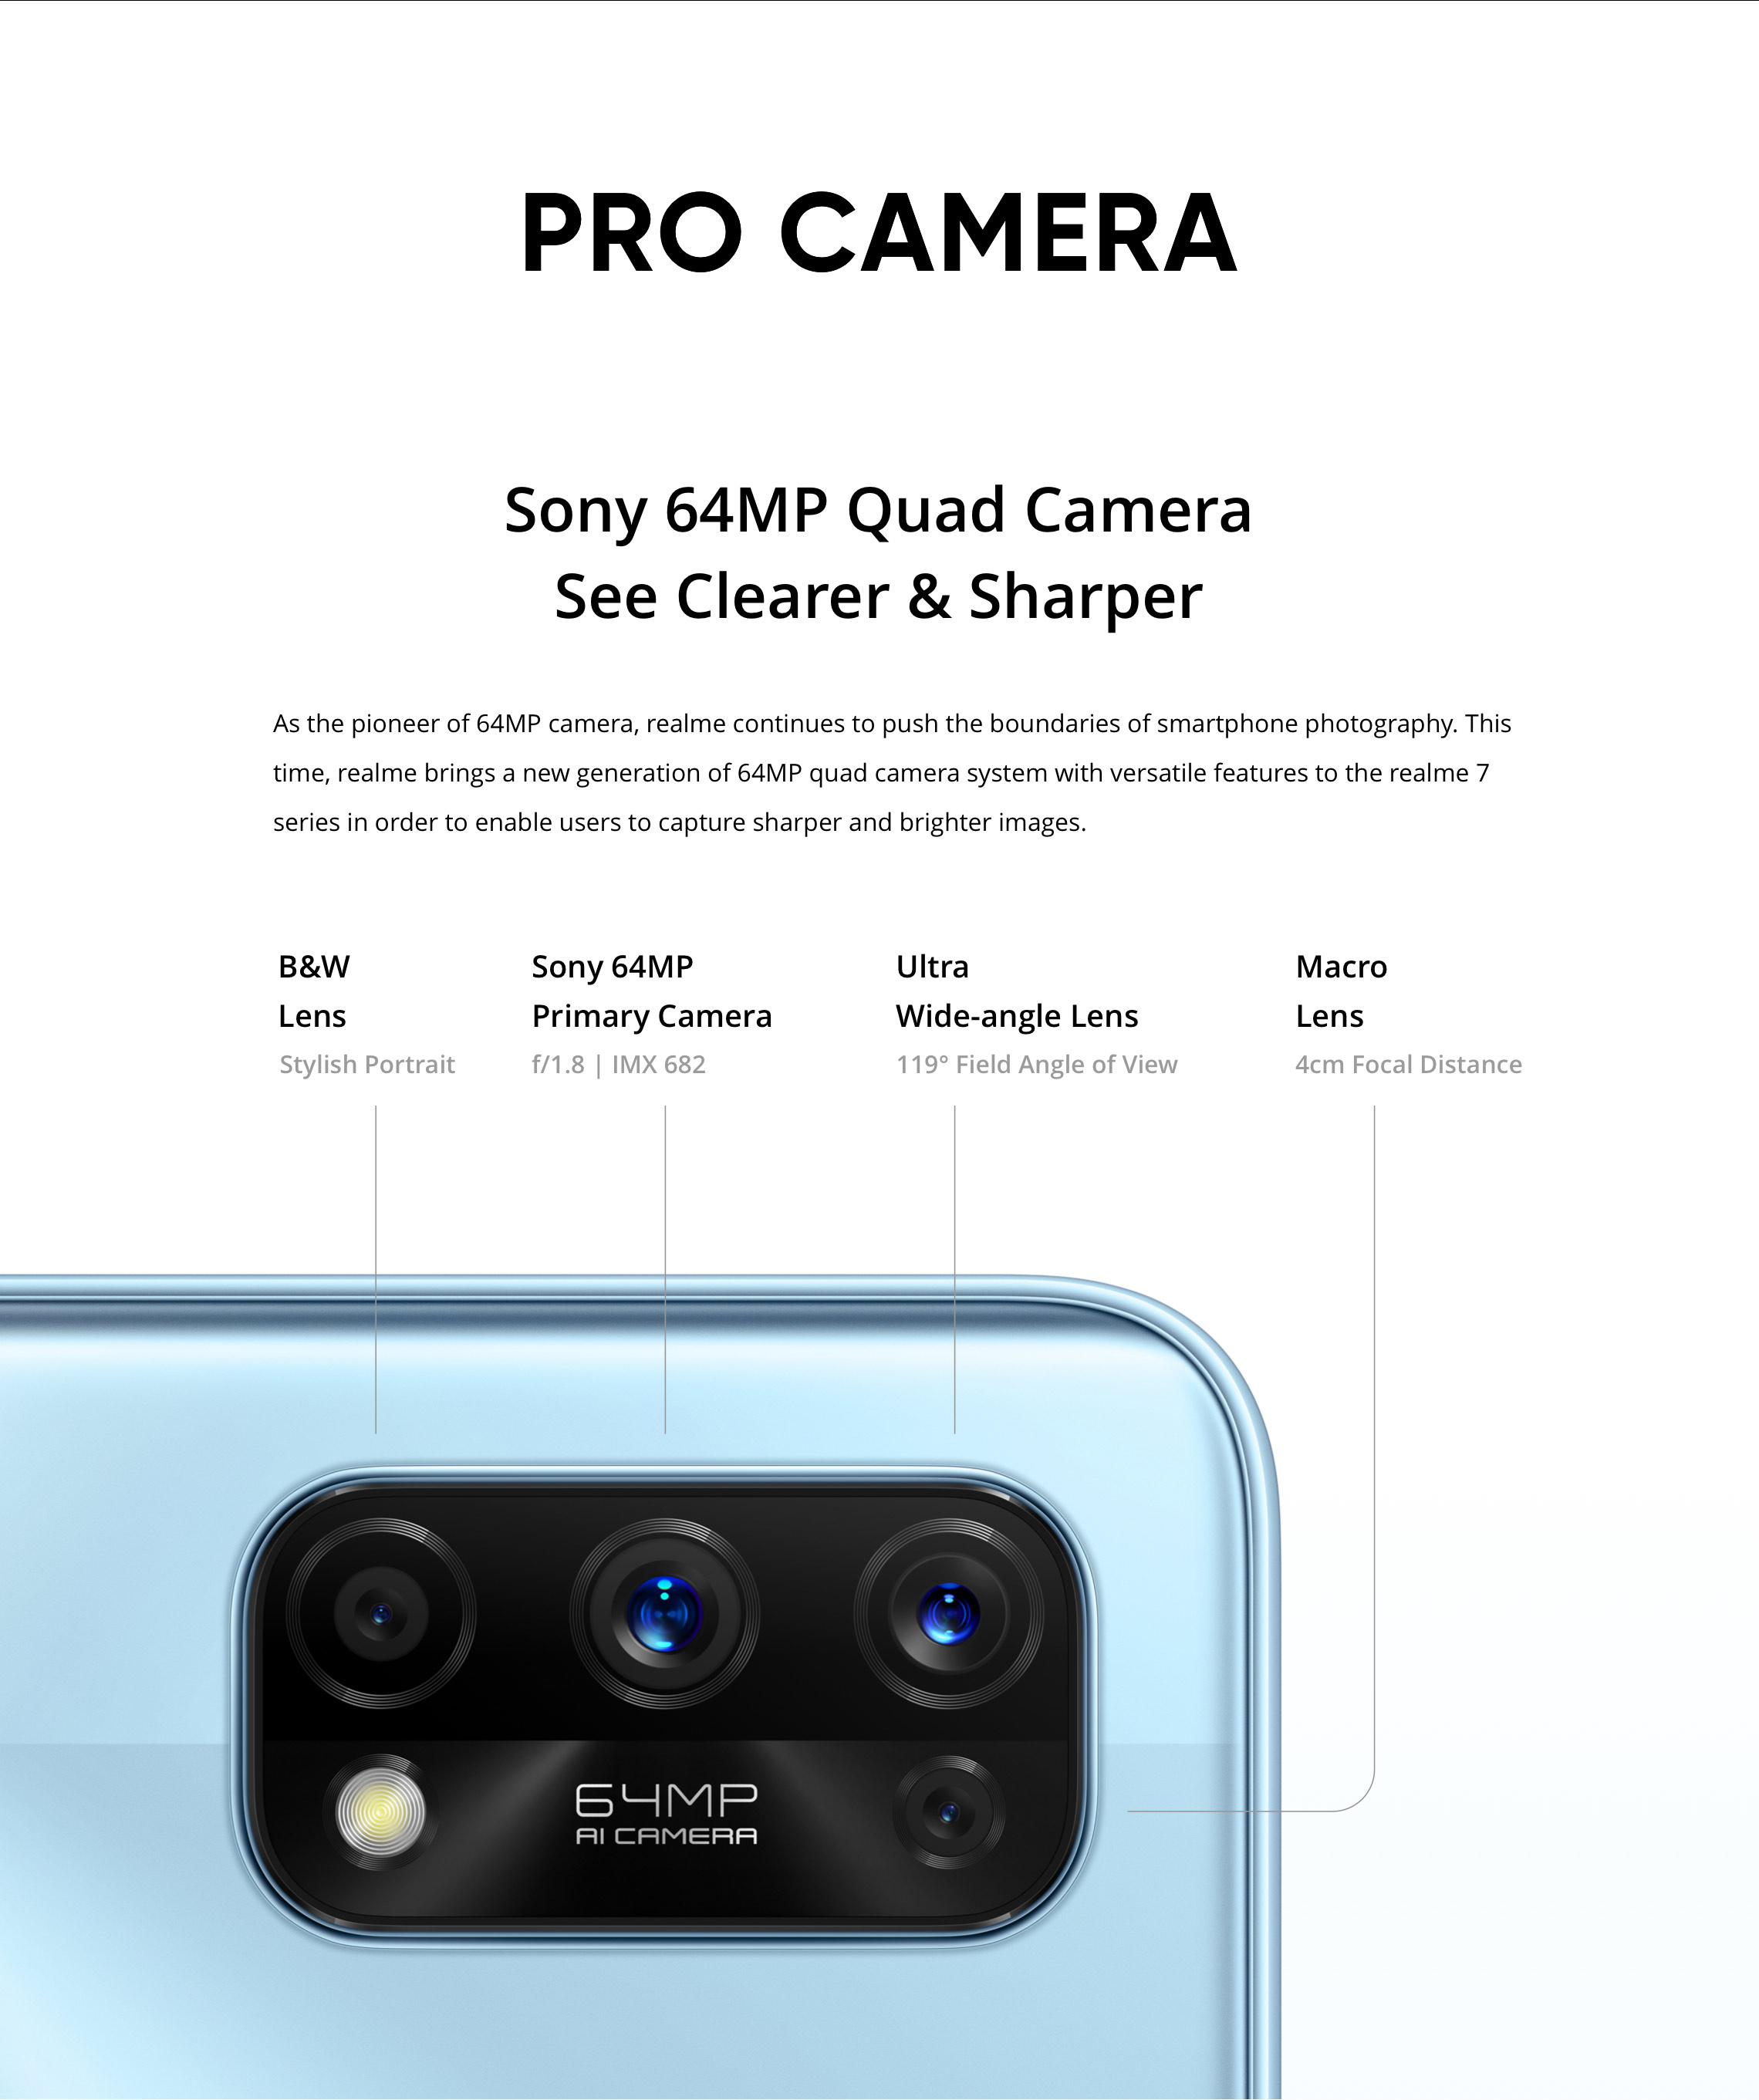 PRO CAMERA
Sony 64MP Quad Camera
See Clearer & Sharper
As the pioneer of 64MP camera, realme continues to push the boundaries of smartphone photography. This
time, realme brings a new generation of 64MP quad camera system with versatile features to the realme 7
series in order to enable users to capture sharper and brighter images.
B&W
Lens
Stylish Portrait
Sony 64MP
Primary Camera
f/1.8 | IMX 682
Ultra
Wide-angle Lens
119° Field Angle of View
Macro
Lens
4cm Focal Distance
64MP
AI CAMERA